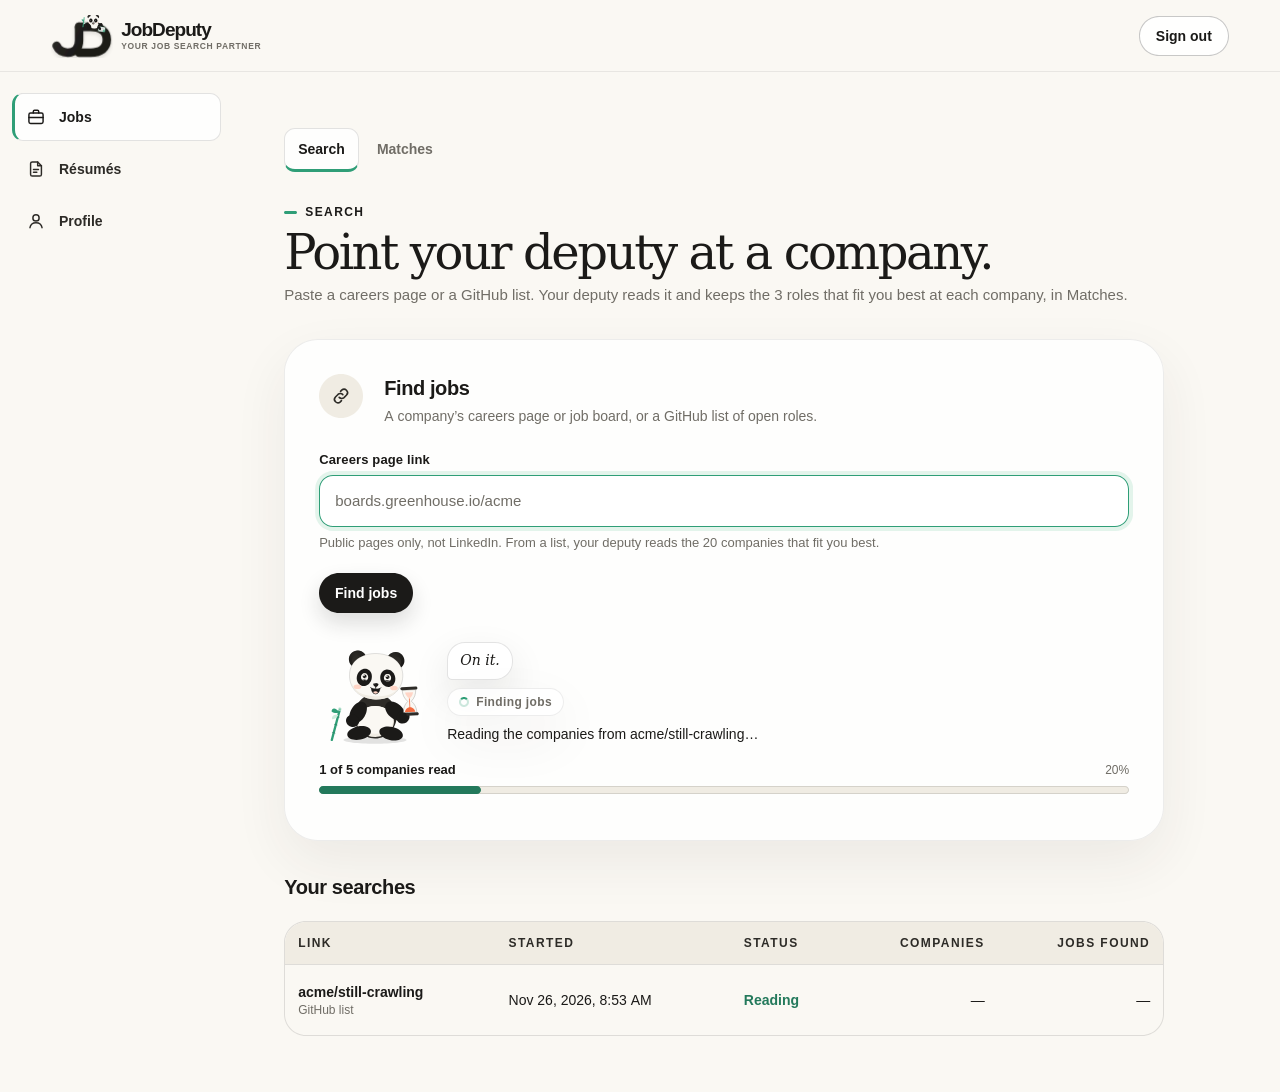 JobDeputy
YOUR JOB SEARCH PARTNER
Sign out
Jobs
Résumés
Profile
Search
Matches
SEARCH
Point your deputy at a company.
Paste a careers page or a GitHub list. Your deputy reads it and keeps the 3 roles that fit you best at each company, in Matches.
Find jobs
A company’s careers page or job board, or a GitHub list of open roles.
Careers page link
boards.greenhouse.io/acme
Public pages only, not LinkedIn. From a list, your deputy reads the 20 companies that fit you best.
Find jobs
On it.
Finding jobs
Reading the companies from acme/still-crawling…
1 of 5 companies read
20%
Your searches
LINK STARTED STATUS COMPANIES JOBS FOUND
acme/still-crawling Nov 26, 2026, 8:53 AM Reading — —
GitHub list